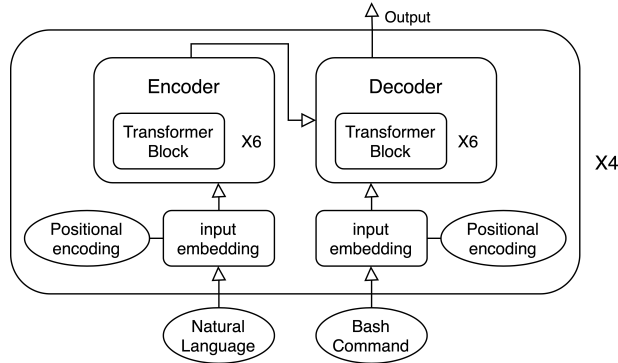 Output
Encoder
Decoder
Transformer
Block
X6
Transformer
Block
X6
X4
Positional
encoding
input
embedding
input
embedding
Positional
encoding
Natural
Language
Bash
Command